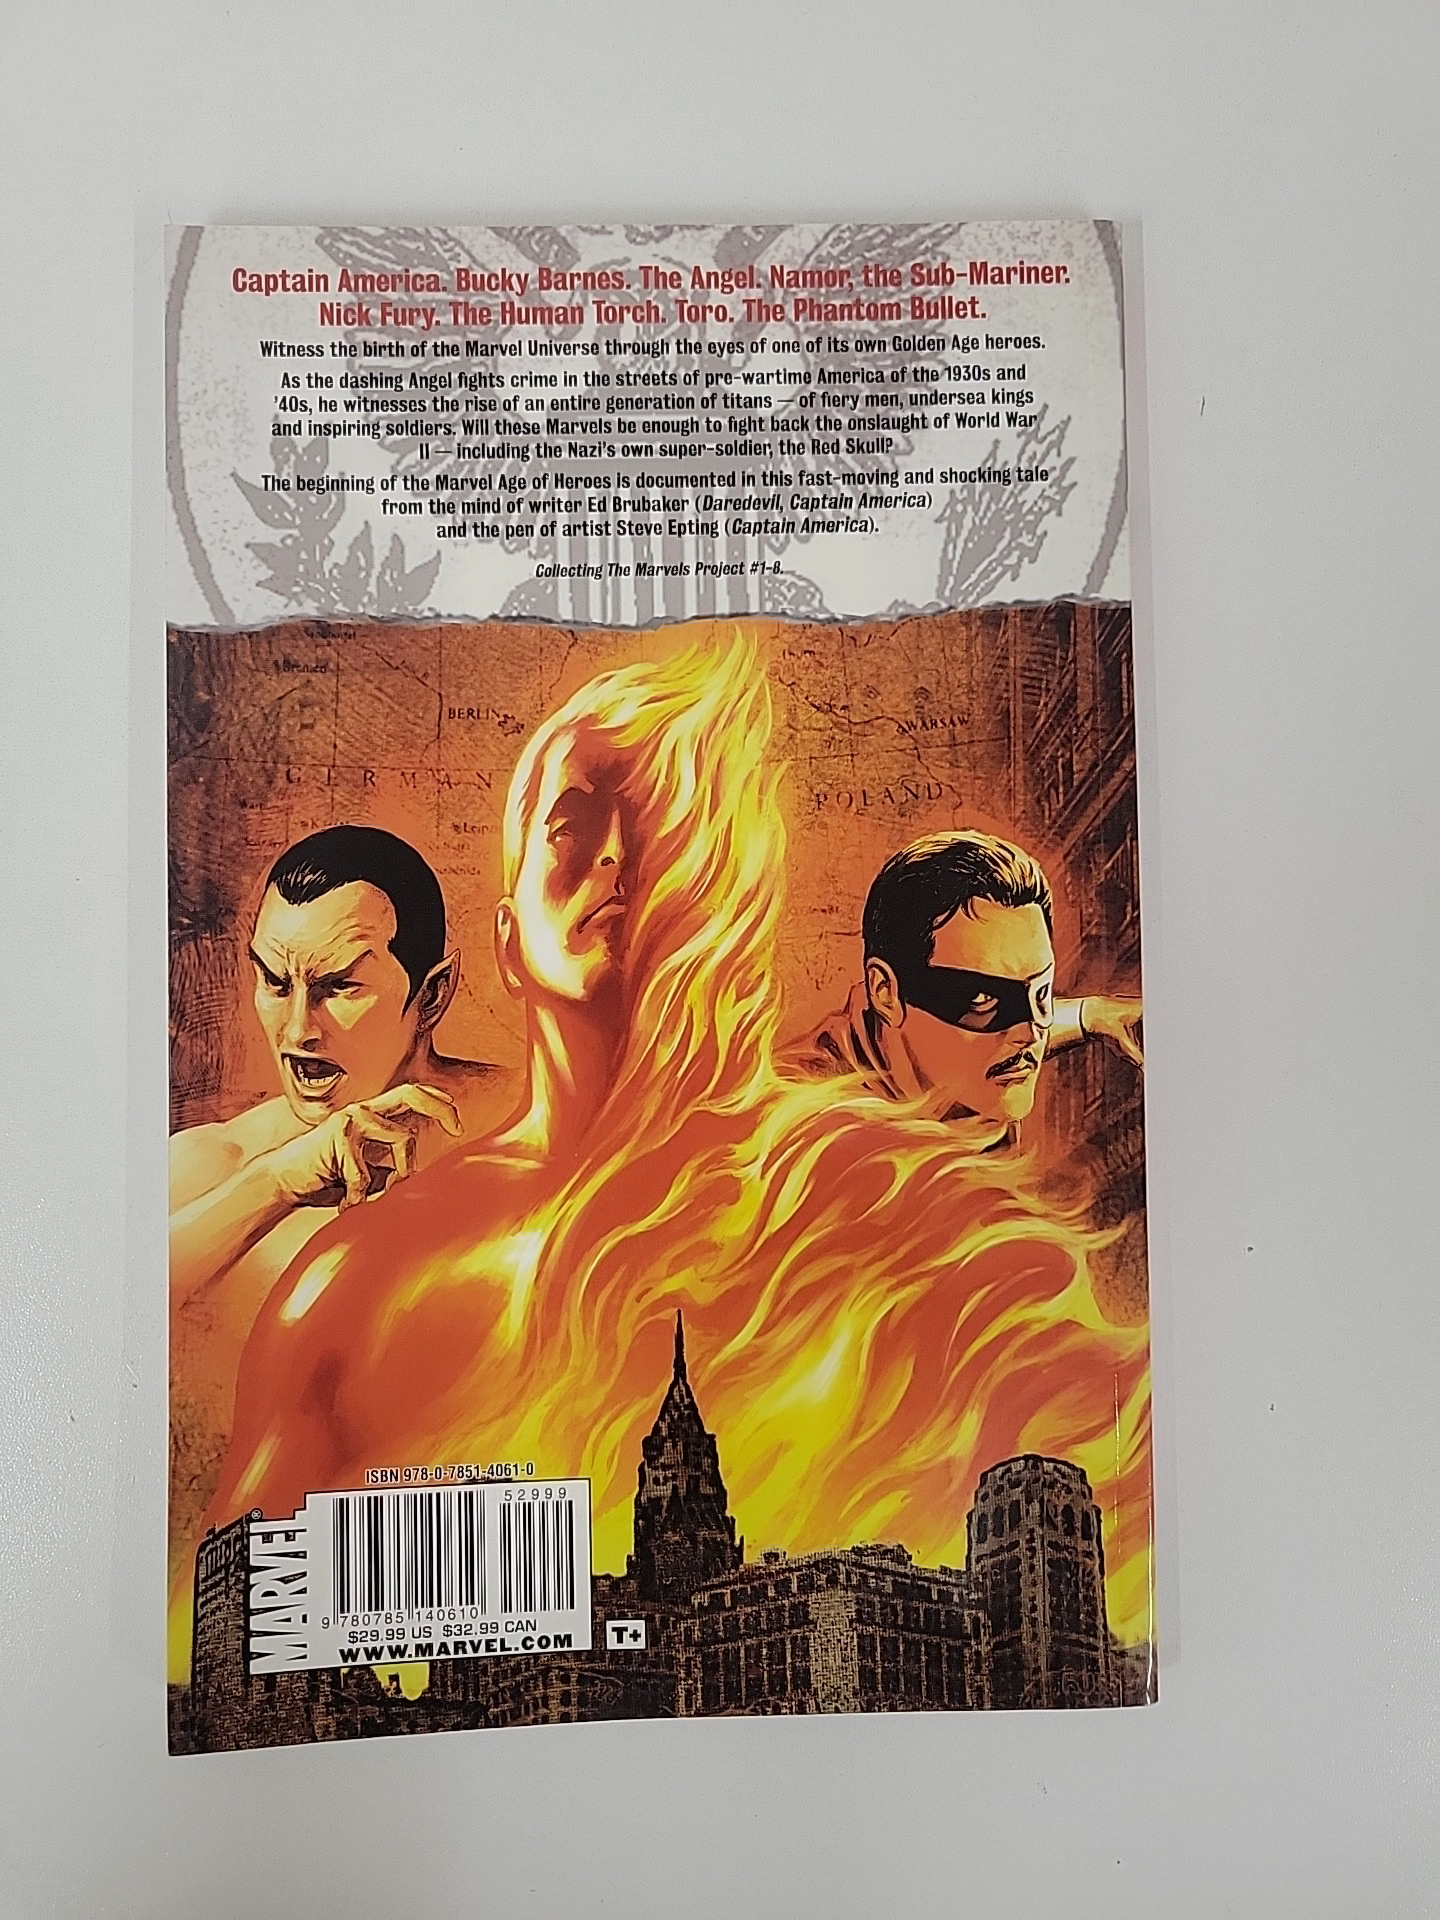 Captain America. Bucky Barnes. The Angel. Namor, the Sub-Mariner.
Nick Fury. The Human Torch. Toro. The Phantom Bullet.
Witness the birth of the Marvel Universe through the eyes of one of its own Golden Age heroes.
As the dashing Angel fights crime in the streets of pre-wartime America of the 1930s and
'40s, he witnesses the rise of an entire generation of titans — of fiery men, undersea kings
and inspiring soldiers. Will these Marvels be enough to fight back the onslaught of World War
II — including the Nazi's own super-soldier, the Red Skull?
The beginning of the Marvel Age of Heroes is documented in this fast-moving and shocking tale
from the mind of writer Ed Brubaker (Daredevil, Captain America)
and the pen of artist Steve Epting (Captain America).
Collecting The Marvels Project #1-8.
BERLIN
WARSAW
GERMAN
POLAND
ISBN 978-0-7851-4061-0
52999
MARVEL®
9 780785 140610
$29.99 US $32.99 CAN
WWW.MARVEL.COM
T+